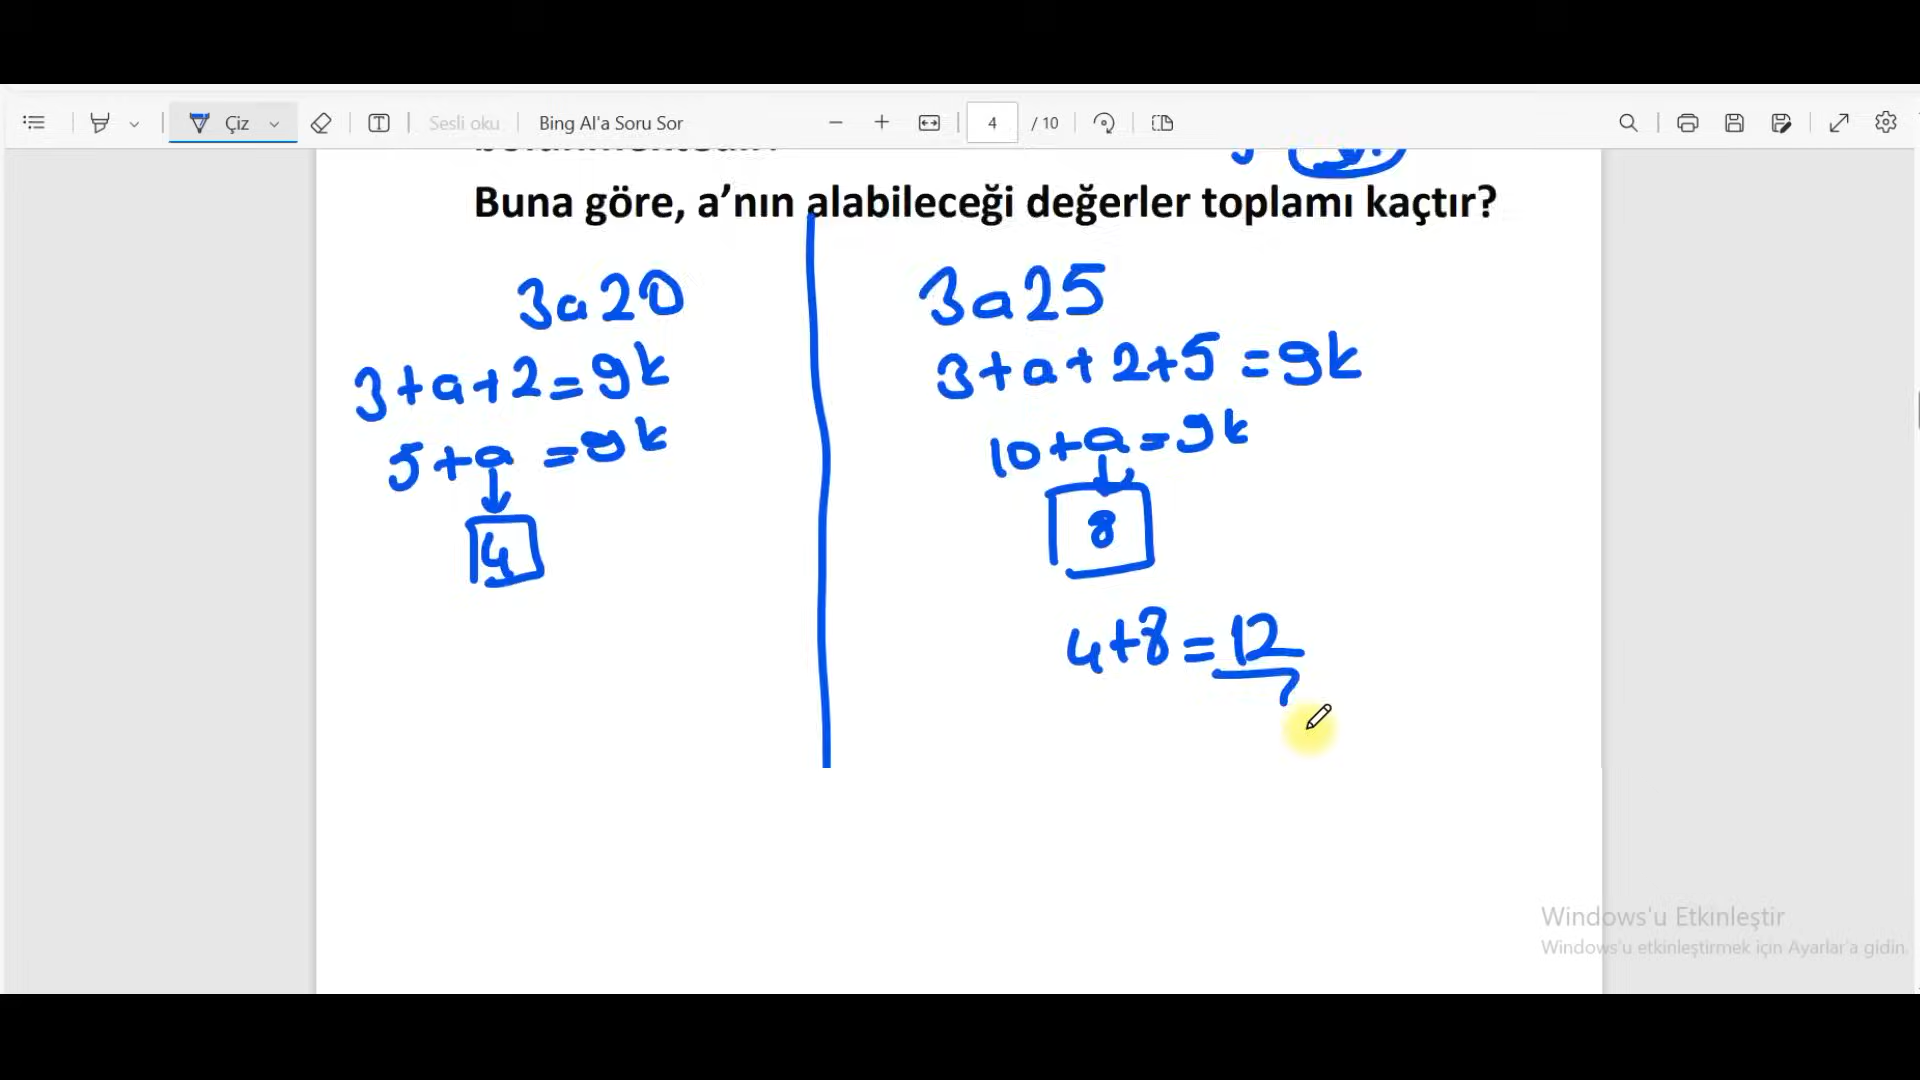 Çiz
Sesli oku
Bing AI'a Soru Sor
4 / 10
Buna göre, a'nın alabileceği değerler toplamı kaçtır?
3a20
3+a+2=9k
5+a=9k
4
3a25
3+a+2+5=9k
10+a=9k
8
4+8=12
Windows'u Etkinleştir
Windows'u etkinleştirmek için Ayarlar'a gidin.